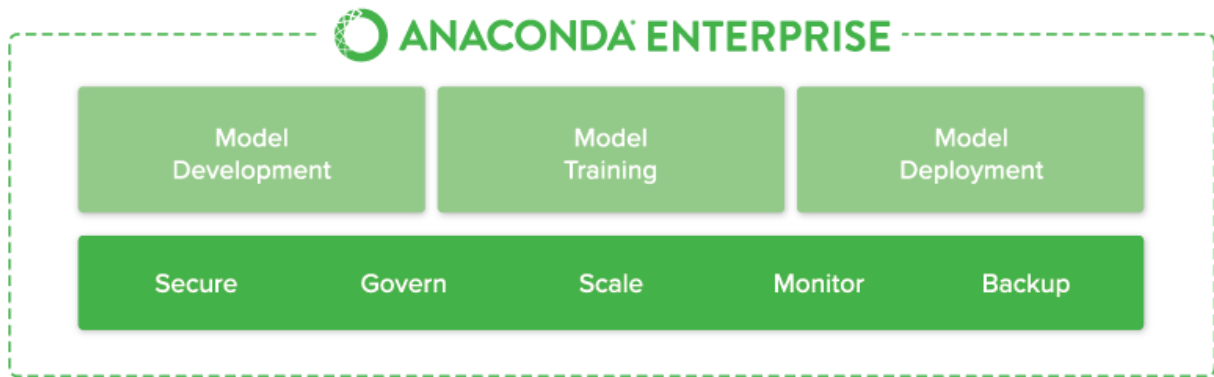 ANACONDA® ENTERPRISE
Model
Development
Model
Training
Model
Deployment
Secure Govern Scale Monitor Backup